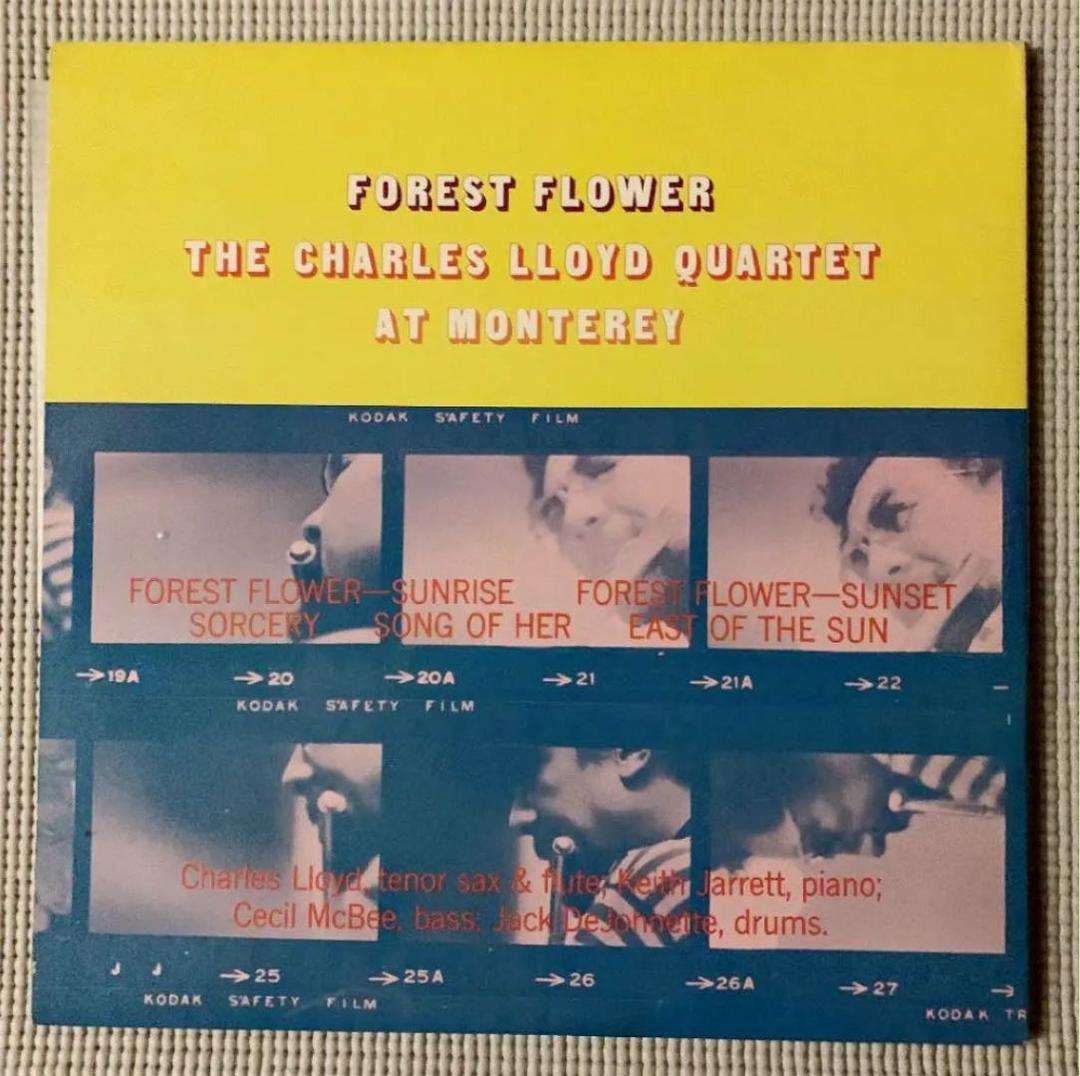 FOREST FLOWER
THE CHARLES LLOYD QUARTET
AT MONTEREY
KODAK SAFETY FILM
FOREST FLOWER—SUNRISE FOREST FLOWER—SUNSET
SORCERY SONG OF HER EAST OF THE SUN
→19A →20 →20A →21 →21A →22
KODAK SAFETY FILM
Charles Lloyd, tenor sax & flute; Keith Jarrett, piano;
Cecil McBee, bass; Jack DeJohnette, drums.
J J →25 →25A →26 →26A →27 →
KODAK SAFETY FILM
KODAK TR